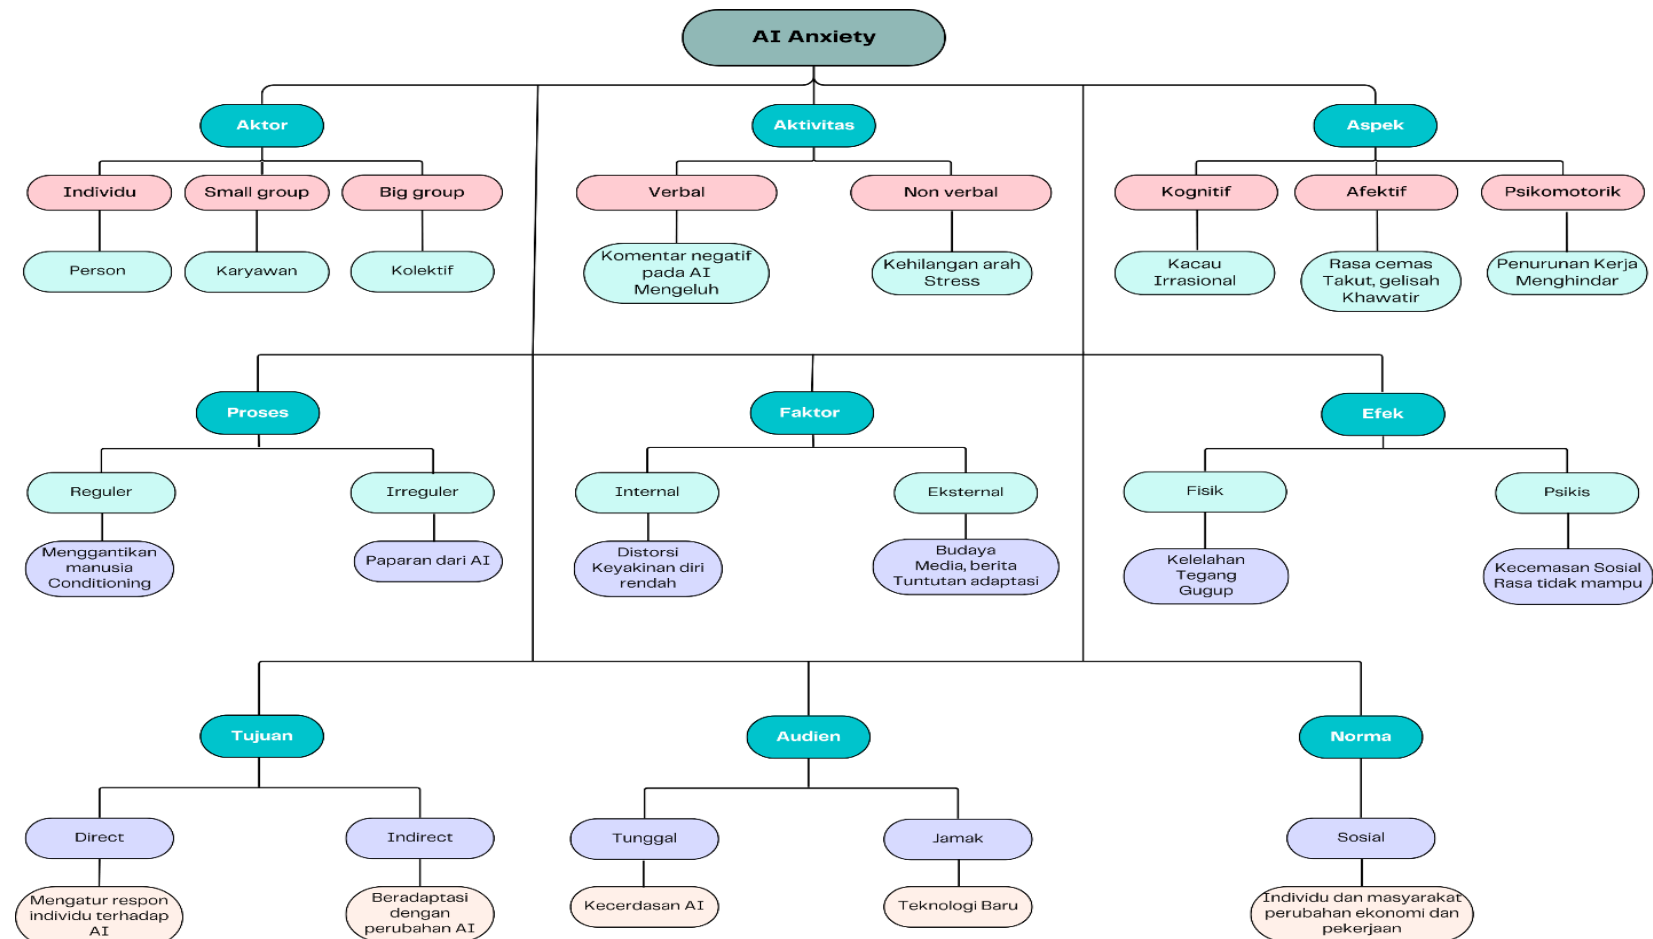 AI Anxiety
Aktor
Aktivitas
Aspek
Individu
Small group
Big group
Verbal
Non verbal
Kognitif
Afektif
Psikomotorik
Person
Karyawan
Kolektif
Komentar negatif
pada AI
Mengeluh
Kehilangan arah
Stress
Kacau
Irrasional
Rasa cemas
Takut, gelisah
Khawatir
Penurunan Kerja
Menghindar
Proses
Faktor
Efek
Reguler
Irreguler
Internal
Eksternal
Fisik
Psikis
Menggantikan
manusia
Conditioning
Paparan dari AI
Distorsi
Keyakinan diri
rendah
Budaya
Media, berita
Tuntutan adaptasi
Kelelahan
Tegang
Gugup
Kecemasan Sosial
Rasa tidak mampu
Tujuan
Audien
Norma
Direct
Indirect
Tunggal
Jamak
Sosial
Mengatur respon
individu terhadap
AI
Beradaptasi
dengan
perubahan AI
Kecerdasan AI
Teknologi Baru
Individu dan masyarakat
perubahan ekonomi dan
pekerjaan